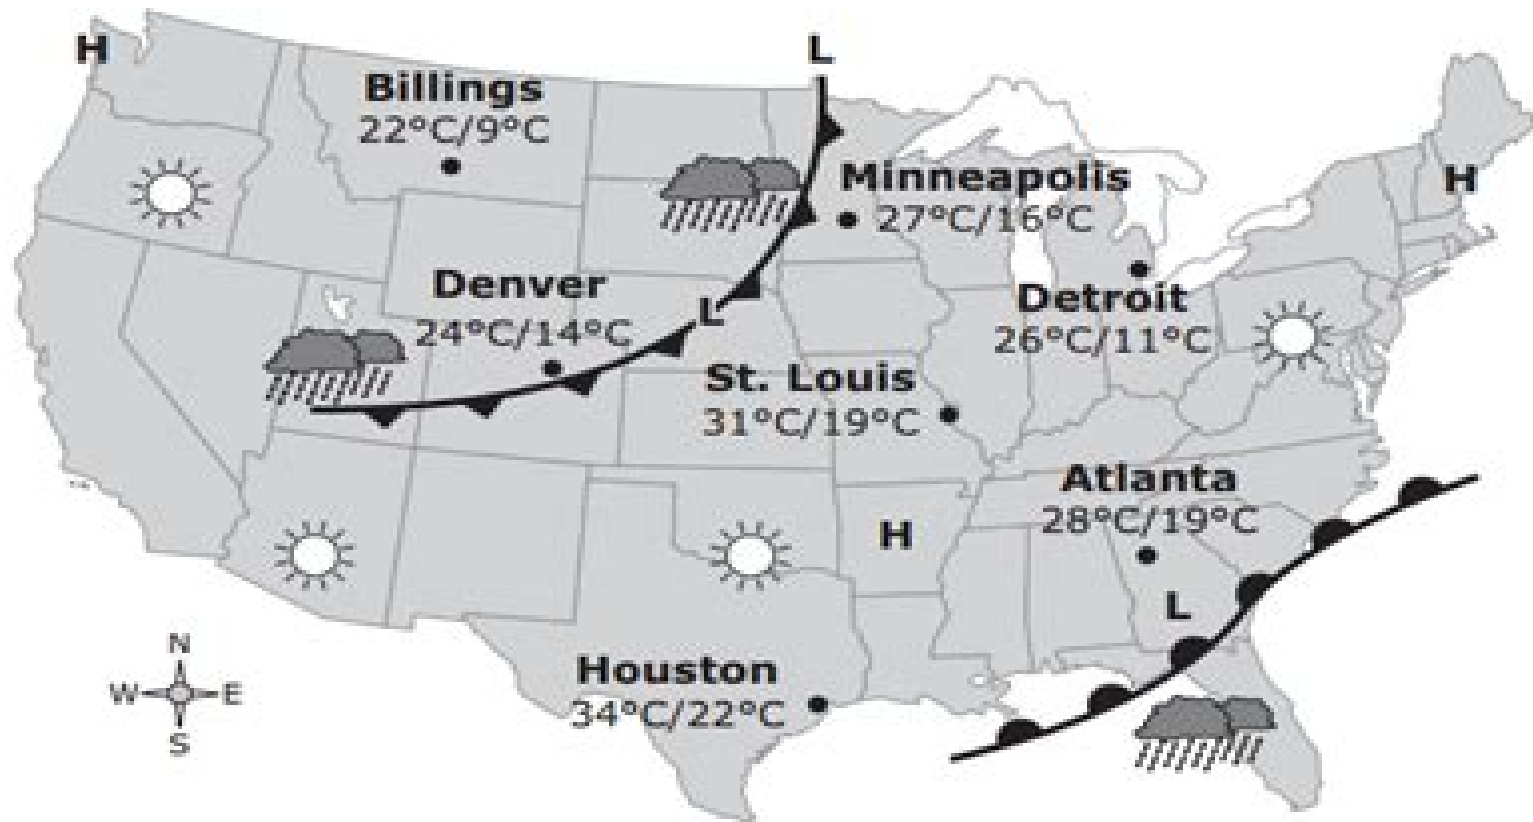 H
L
Billings
22°C/9°C
Minneapolis
27°C/16°C
H
Denver
24°C/14°C
L
Detroit
26°C/11°C
St. Louis
31°C/19°C
Atlanta
28°C/19°C
H
L
Houston
34°C/22°C
N
W E
S